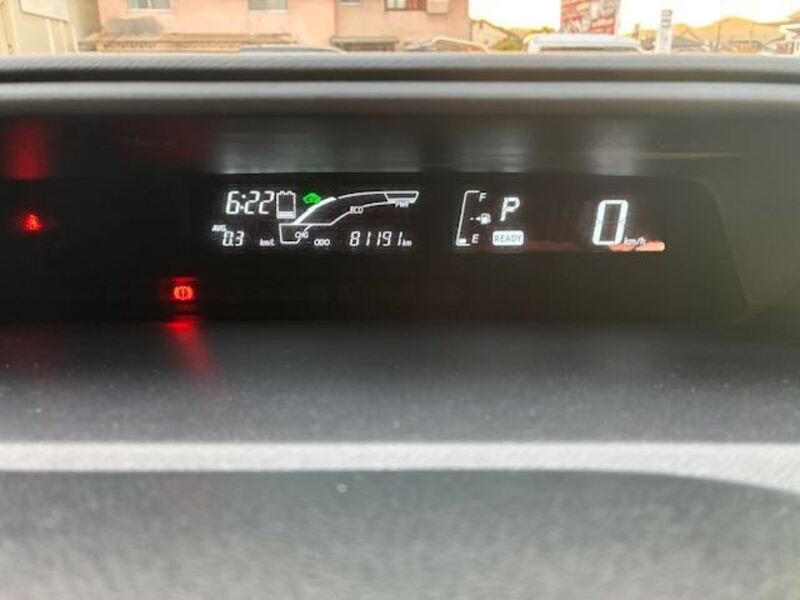 6:22
ECO
PWR
AVG 0.3 km/L
CHG
ODO 81191 km
F
E
P
READY
0 km/h